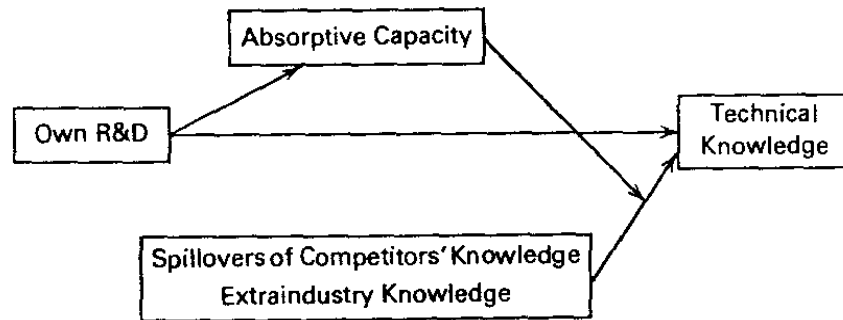 Absorptive Capacity
Own R&D
Technical
Knowledge
Spillovers of Competitors' Knowledge
Extraindustry Knowledge